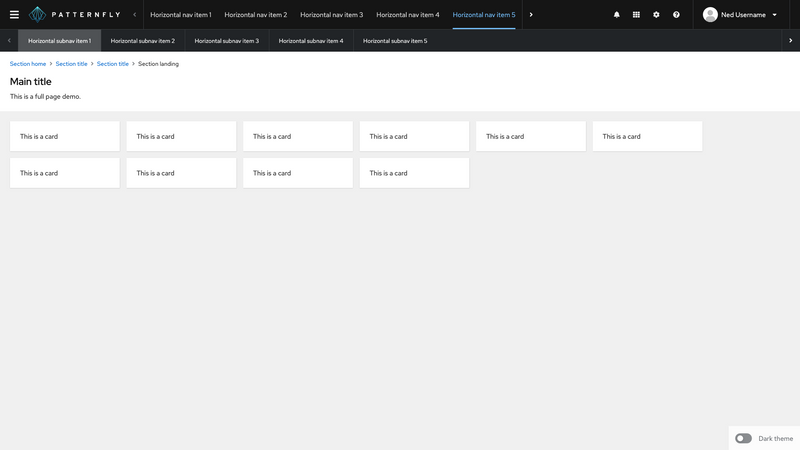 PATTERNFLY Horizontal nav item 1 Horizontal nav item 2 Horizontal nav item 3 Horizontal nav item 4 Horizontal nav item 5 Ned Username
Horizontal subnav item 1 Horizontal subnav item 2 Horizontal subnav item 3 Horizontal subnav item 4 Horizontal subnav item 5
Section home Section title Section title Section landing
Main title
This is a full page demo.
This is a card This is a card This is a card This is a card This is a card This is a card
This is a card This is a card This is a card This is a card
Dark theme